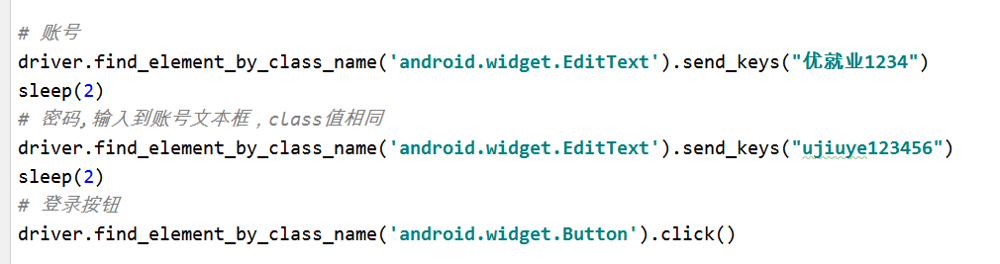 # 账号
driver.find_element_by_class_name('android.widget.EditText').send_keys("优就业1234")
sleep(2)
# 密码,输入到账号文本框，class值相同
driver.find_element_by_class_name('android.widget.EditText').send_keys("ujiuye123456")
sleep(2)
# 登录按钮
driver.find_element_by_class_name('android.widget.Button').click()